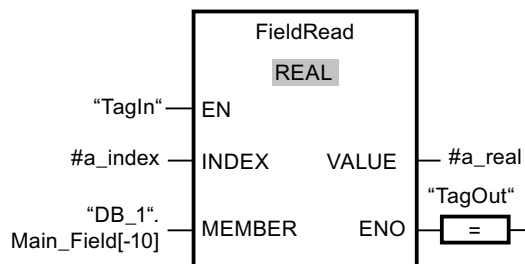 FieldRead
REAL
“TagIn“ EN
#a_index INDEX VALUE #a_real
“TagOut“
“DB_1“.
Main_Field[-10] MEMBER ENO =